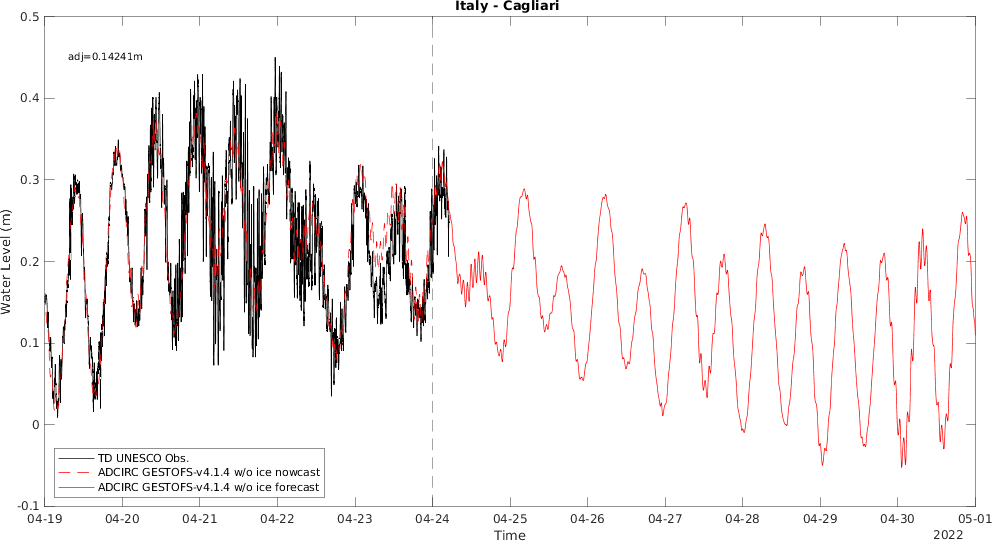 Italy - Cagliari
0.5
adj=0.14241m
0.4
0.3
0.2
0.1
0
-0.1
Water Level (m)
TD UNESCO Obs.
ADCIRC GESTOFS-v4.1.4 w/o ice nowcast
ADCIRC GESTOFS-v4.1.4 w/o ice forecast
04-19 04-20 04-21 04-22 04-23 04-24 04-25 04-26 04-27 04-28 04-29 04-30 05-01
Time
2022